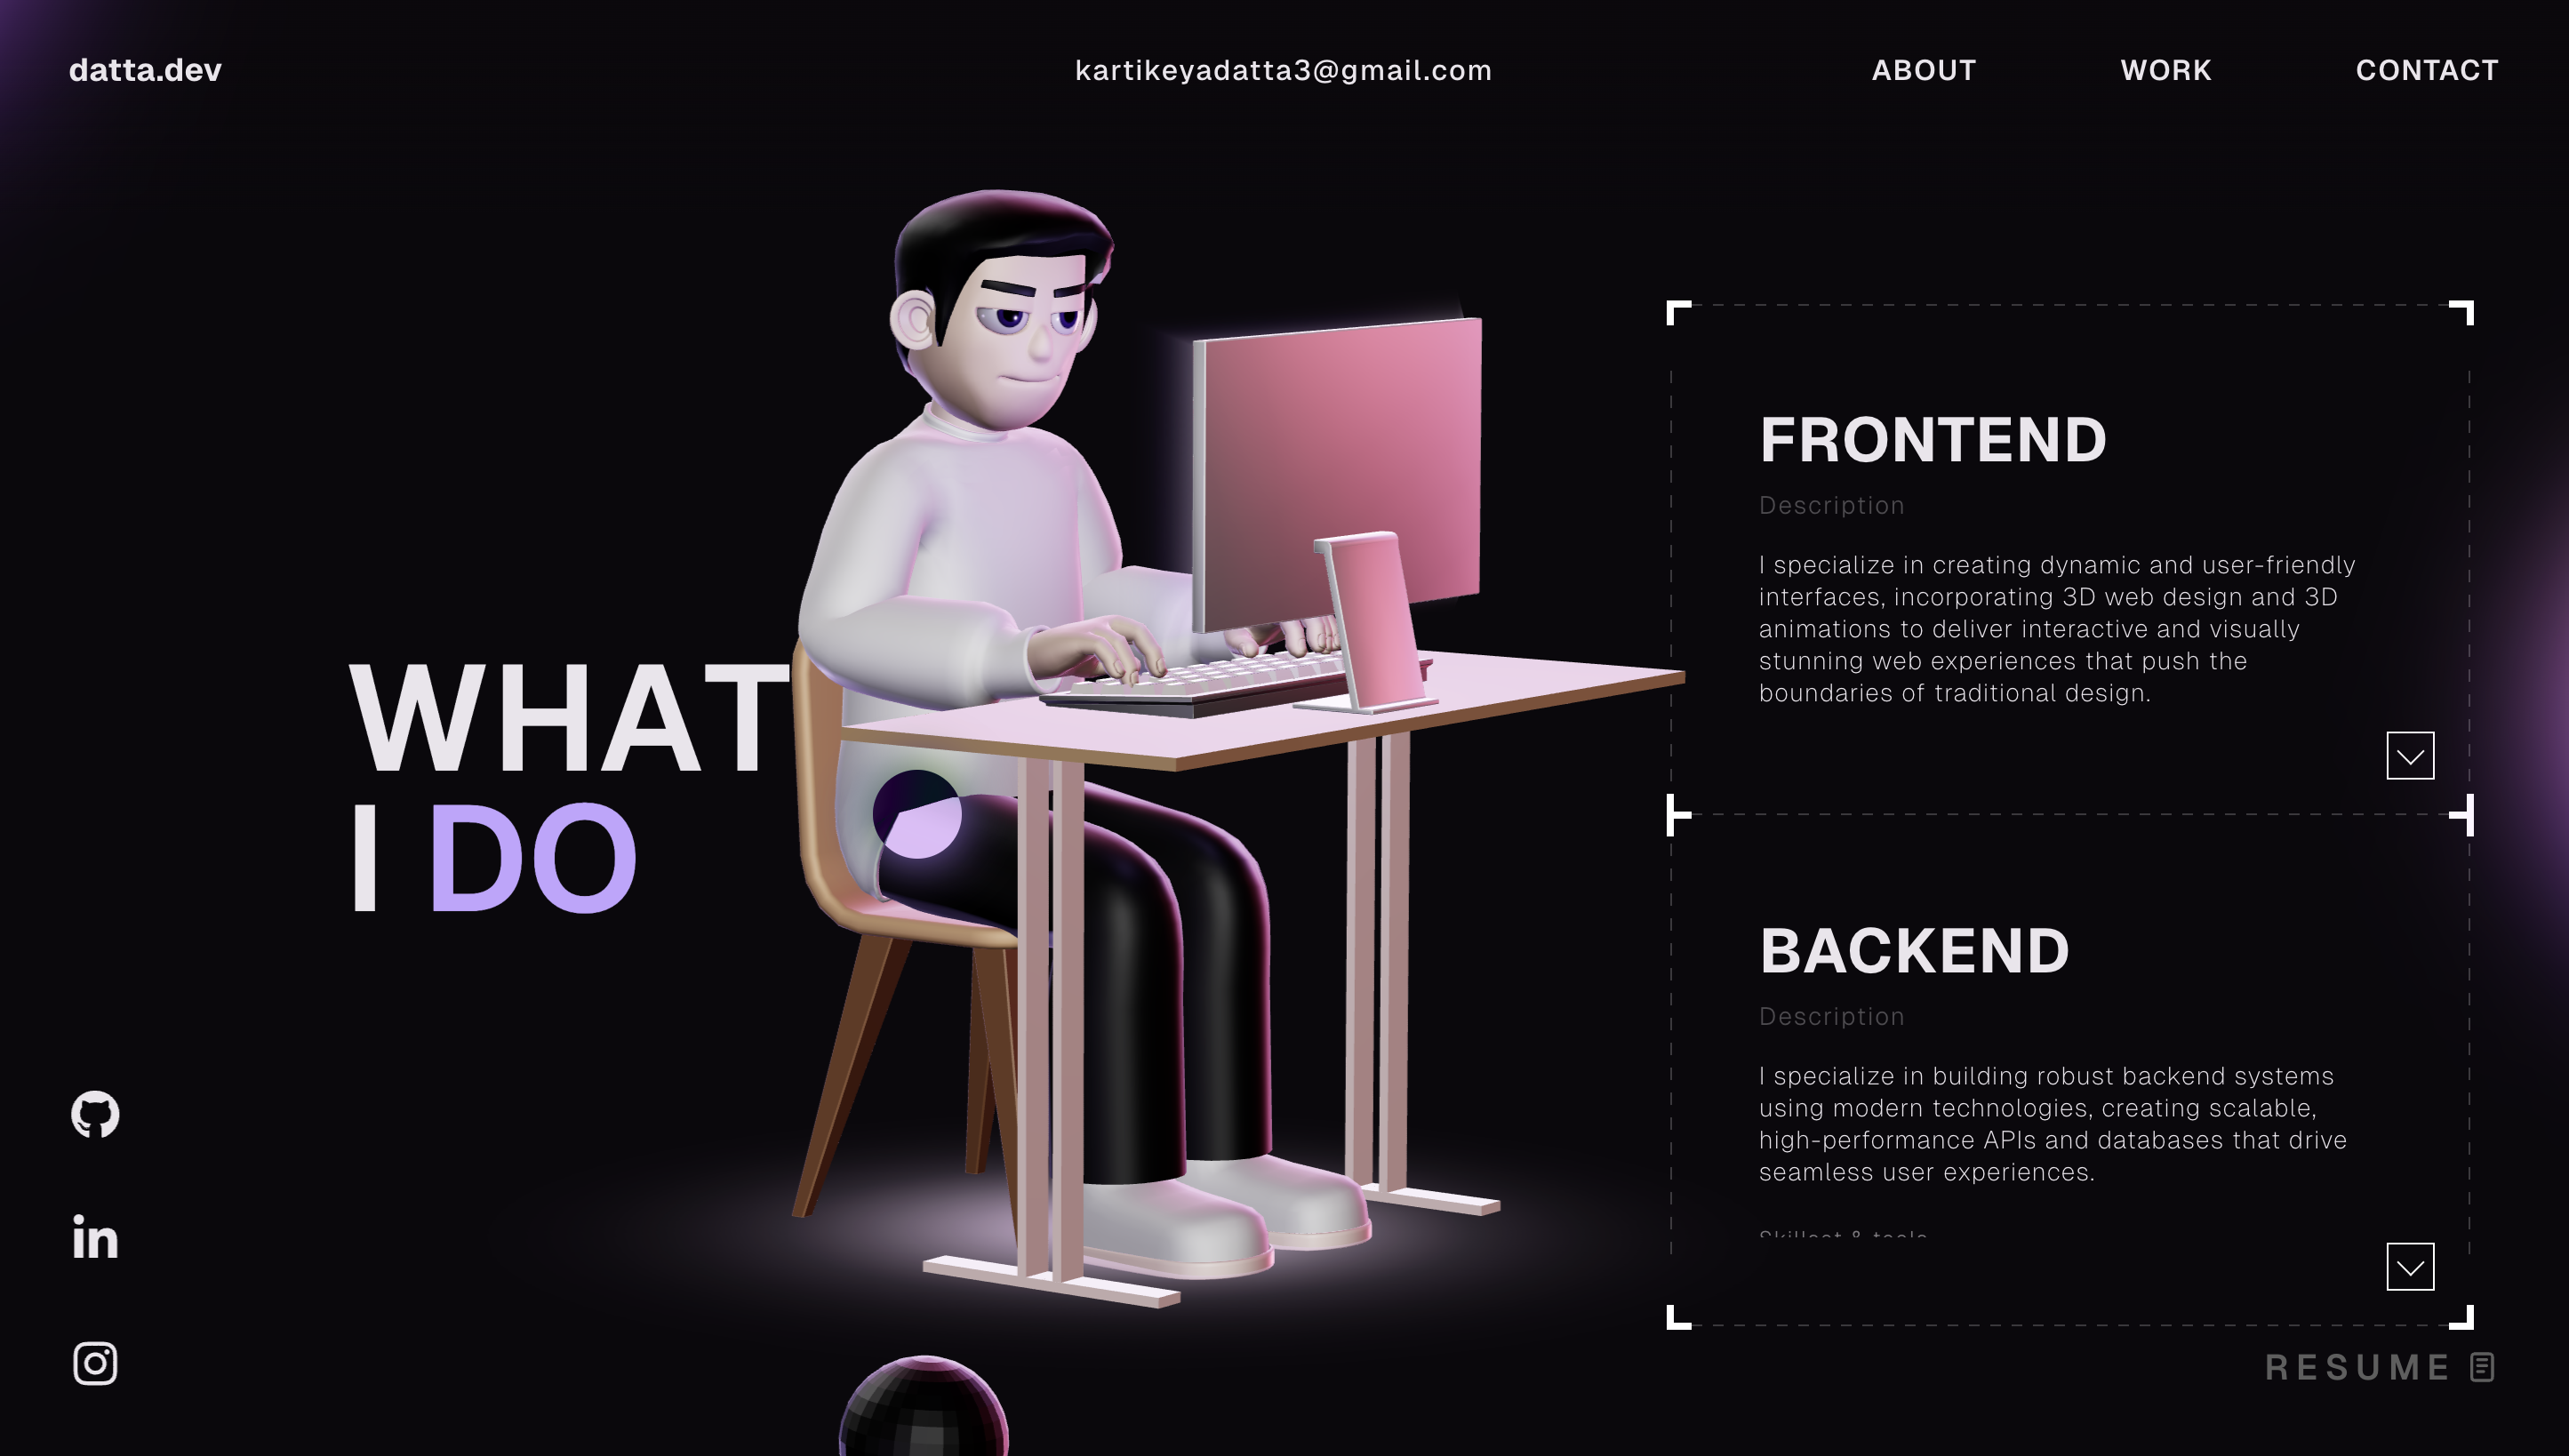 datta.dev
kartikeyadatta3@gmail.com
ABOUT
WORK
CONTACT
WHAT
I DO
FRONTEND
Description
I specialize in creating dynamic and user-friendly
interfaces, incorporating 3D web design and 3D
animations to deliver interactive and visually
stunning web experiences that push the
boundaries of traditional design.
BACKEND
Description
I specialize in building robust backend systems
using modern technologies, creating scalable,
high-performance APIs and databases that drive
seamless user experiences.
Skillset & tools
in
RESUME